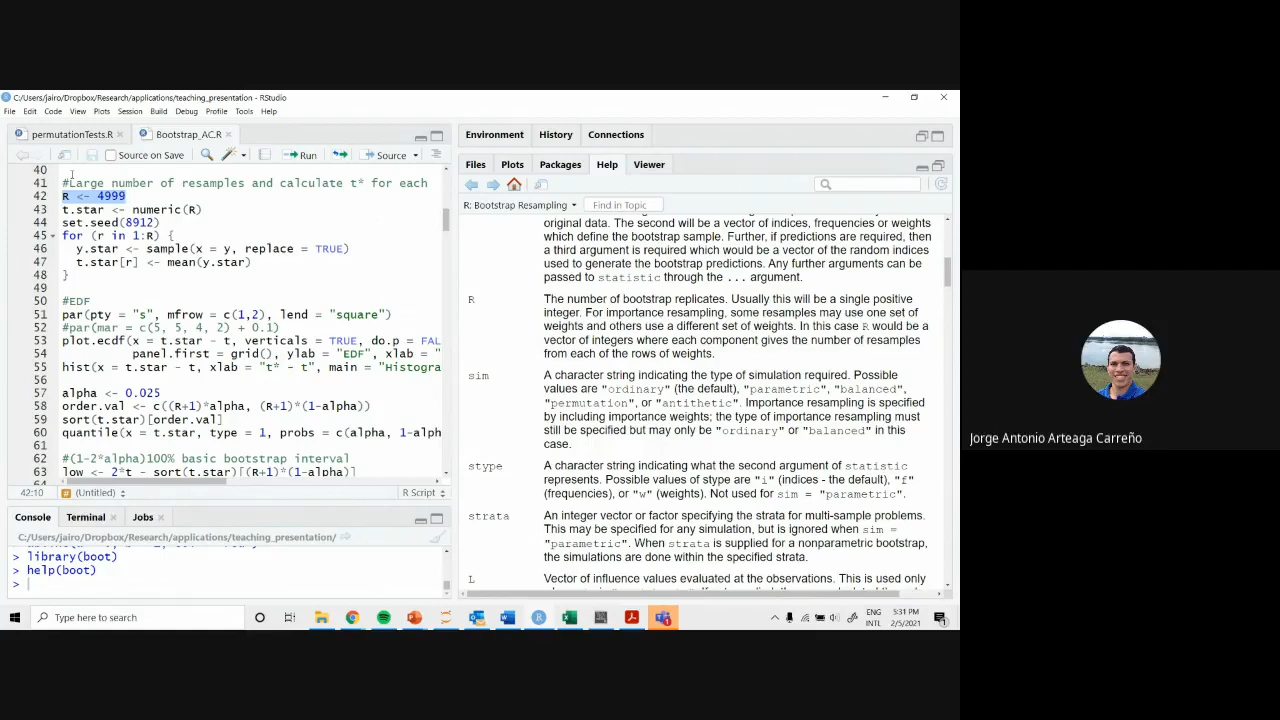 C:/Users/jairo/Dropbox/Research/applications/teaching_presentation - RStudio
File Edit Code View Plots Session Build Debug Profile Tools Help
permutationTests.R
Bootstrap_AC.R
Source on Save
Run
Source
40
41 #Large number of resampled and calculate t* for each
42 R <- 4999
43 t.star <- numeric(R)
44 set.seed(8912)
45 for (r in 1:R) {
46 y.star <- sample(x = y, replace = TRUE)
47 t.star[r] <- mean(y.star)
48 }
49
50 #EDF
51 par(pty = "s", mfrow = c(1,2), lend = "square")
52 #par(mar = c(5, 5, 4, 2) + 0.1)
53 plot.ecdf(x = t.star - t, verticals = TRUE, do.p = FAL
54 panel.first = grid(), ylab = "EDF", xlab = "
55 hist(x = t.star - t, xlab = "t* - t", main = "Histogra
56
57 alpha <- 0.025
58 order.val <- c((R+1)*alpha, (R+1)*(1-alpha))
59 sort(t.star)[order.val]
60 quantile(x = t.star, type = 1, probs = c(alpha, 1-alph
61
62 #(1-2*alpha)100% basic bootstrap interval
63 low <- 2*t - sort(t.star)[(R+1)*(1-alpha)]
42:10 (Untitled) R Script
Console Terminal Jobs
C:/Users/jairo/Dropbox/Research/applications/teaching_presentation/
> library(boot)
> help(boot)
>
Environment History Connections
Files Plots Packages Help Viewer
R: Bootstrap Resampling Find in Topic
original data. The second will be a vector of indices, frequencies or weights
which define the bootstrap sample. Further, if predictions are required, then
a third argument is required which would be a vector of the random indices
used to generate the bootstrap predictions. Any further arguments can be
passed to statistic through the ... argument.
R The number of bootstrap replicates. Usually this will be a single positive
integer. For importance resampling, some resamples may use one set of
weights and others use a different set of weights. In this case R would be a
vector of integers where each component gives the number of resamples
from each of the rows of weights.
sim A character string indicating the type of simulation required. Possible
values are "ordinary" (the default), "parametric", "balanced",
"permutation", or "antithetic". Importance resampling is specified
by including importance weights; the type of importance resampling must
still be specified but may only be "ordinary" or "balanced" in this
case.
stype A character string indicating what the second argument of statistic
represents. Possible values of stype are "i" (indices - the default), "f"
(frequencies), or "w" (weights). Not used for sim = "parametric".
strata An integer vector or factor specifying the strata for multi-sample problems.
This may be specified for any simulation, but is ignored when sim =
"parametric". When strata is supplied for a nonparametric bootstrap,
the simulations are done within the specified strata.
L Vector of influence values evaluated at the observations. This is used only
Type here to search
ENG
INTL
5:31 PM
2/5/2021
Jorge Antonio Arteaga Carreño